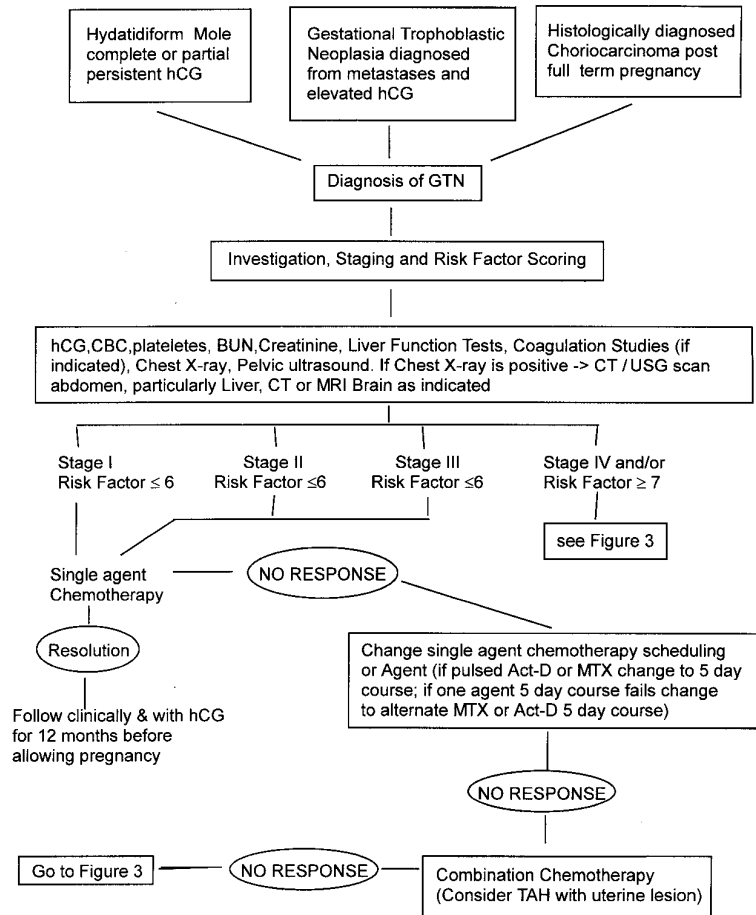 Hydatidiform Mole
complete or partial
persistent hCG
Gestational Trophoblastic
Neoplasia diagnosed
from metastases and
elevated hCG
Histologically diagnosed
Choriocarcinoma post
full term pregnancy
Diagnosis of GTN
Investigation, Staging and Risk Factor Scoring
hCG,CBC,plateletes, BUN,Creatinine, Liver Function Tests, Coagulation Studies (if
indicated), Chest X-ray, Pelvic ultrasound. If Chest X-ray is positive -> CT / USG scan
abdomen, particularly Liver, CT or MRI Brain as indicated
Stage I
Risk Factor ≤ 6
Stage II
Risk Factor ≤6
Stage III
Risk Factor ≤6
Stage IV and/or
Risk Factor ≥ 7
see Figure 3
Single agent
Chemotherapy
NO RESPONSE
Resolution
Change single agent chemotherapy scheduling
or Agent (if pulsed Act-D or MTX change to 5 day
course; if one agent 5 day course fails change
to alternate MTX or Act-D 5 day course)
Follow clinically & with hCG
for 12 months before
allowing pregnancy
NO RESPONSE
Go to Figure 3
NO RESPONSE
Combination Chemotherapy
(Consider TAH with uterine lesion)